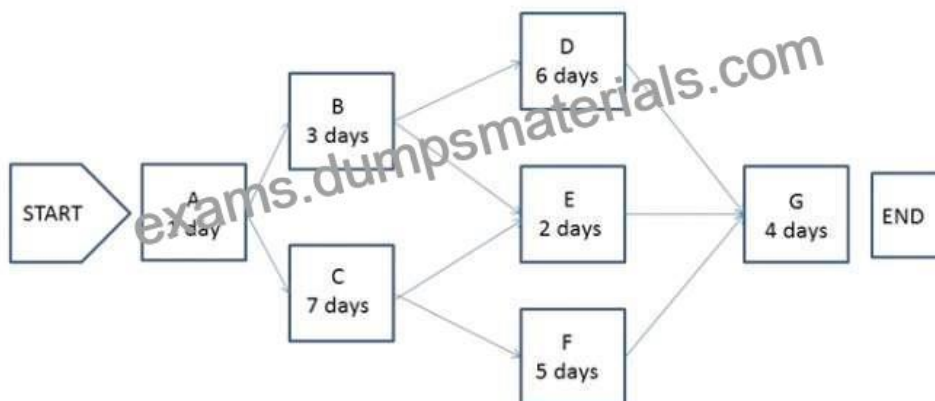 START
A
1 day
B
3 days
C
7 days
D
6 days
E
2 days
F
5 days
G
4 days
END
exams.dumpsmaterials.com